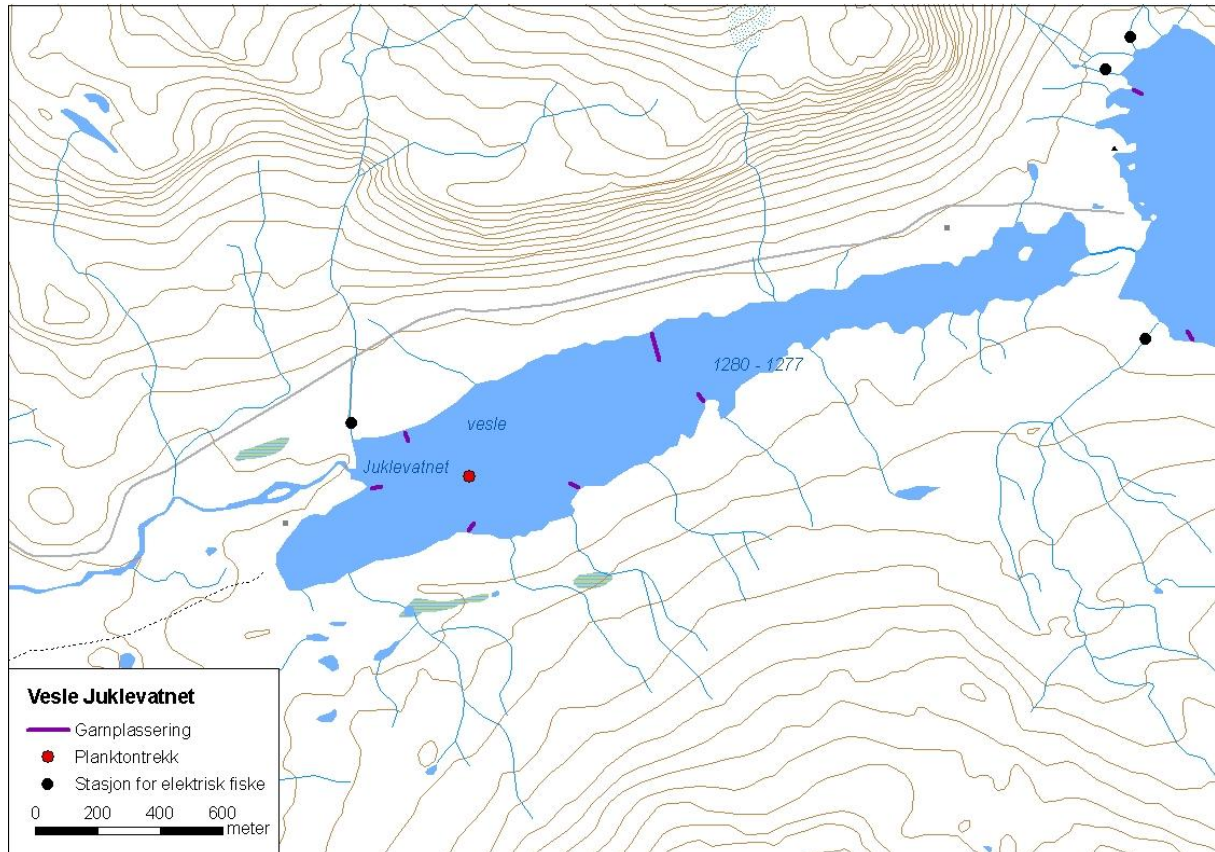 1280 - 1277
vesle
Juklevatnet
Vesle Juklevatnet
Garnplassering
Planktontrekk
Stasjon for elektrisk fiske
0 200 400 600
meter